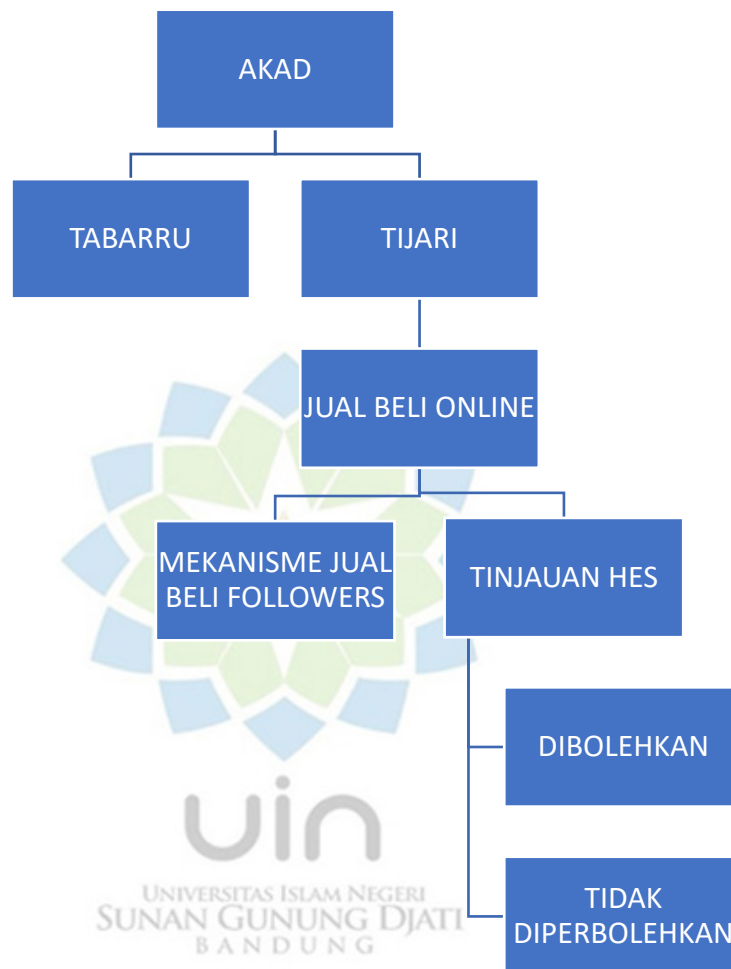 AKAD
TABARRU
TIJARI
JUAL BELI ONLINE
MEKANISME JUAL
BELI FOLLOWERS
TINJAUAN HES
DIBOLEHKAN
TIDAK
DIPERBOLEHKAN
uin
UNIVERSITAS ISLAM NEGERI
SUNAN GUNUNG DJATI
BANDUNG